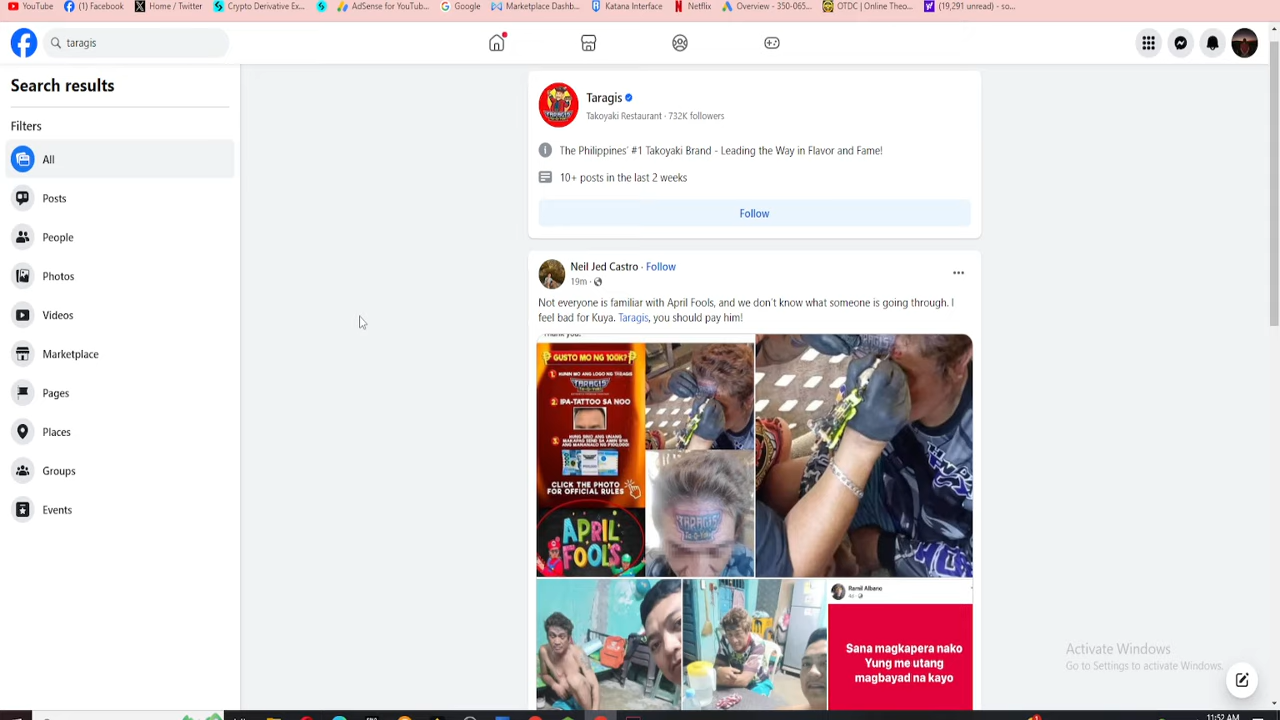 YouTube
(1) Facebook
Home / Twitter
Crypto Derivative Ex...
AdSense for YouTub...
Google
Marketplace Dashb...
Katana Interface
Netflix
Overview - 350-065...
OTDC | Online Theo...
(19,291 unread) - so...
taragis
Search results
Filters
All
Posts
People
Photos
Videos
Marketplace
Pages
Places
Groups
Events
Taragis
Takoyaki Restaurant · 732K followers
The Philippines' #1 Takoyaki Brand - Leading the Way in Flavor and Fame!
10+ posts in the last 2 weeks
Follow
Neil Jed Castro · Follow
19m ·
Not everyone is familiar with April Fools, and we don't know what someone is going through. I
feel bad for Kuya. Taragis, you should pay him!
GUSTO MO NG 100K?
TARAGIS
IPA-TATTOO SA NOO
CLICK THE PHOTO
FOR OFFICIAL RULES
APRIL
FOOLS
TARAGIS
Ramil Albano
4d ·
Sana magkapera nako
Yung me utang
magbayad na kayo
Activate Windows
Go to Settings to activate Windows.
11:52 AM